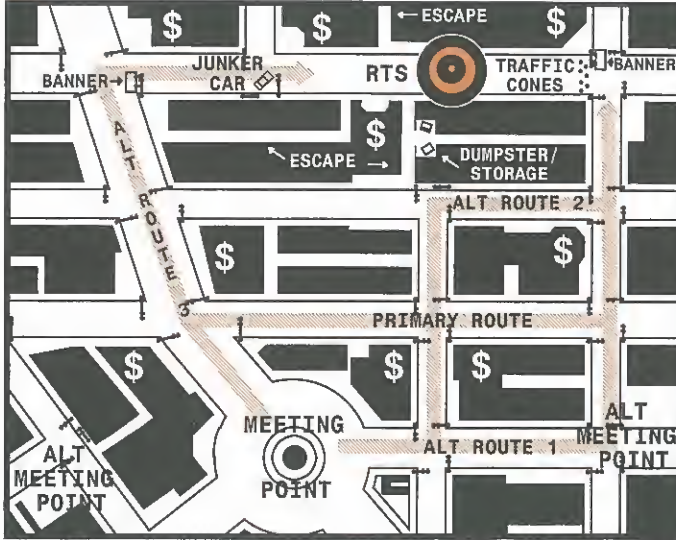 $
$
← ESCAPE
$
JUNKER
CAR
BANNER→
RTS
TRAFFIC
CONES
←BANNER
$
ESCAPE →
DUMPSTER/
STORAGE
ALT ROUTE 3
ALT ROUTE 2
$
$
PRIMARY ROUTE
$
$
$
MEETING
POINT
ALT ROUTE 1
ALT
MEETING
POINT
ALT
MEETING
POINT